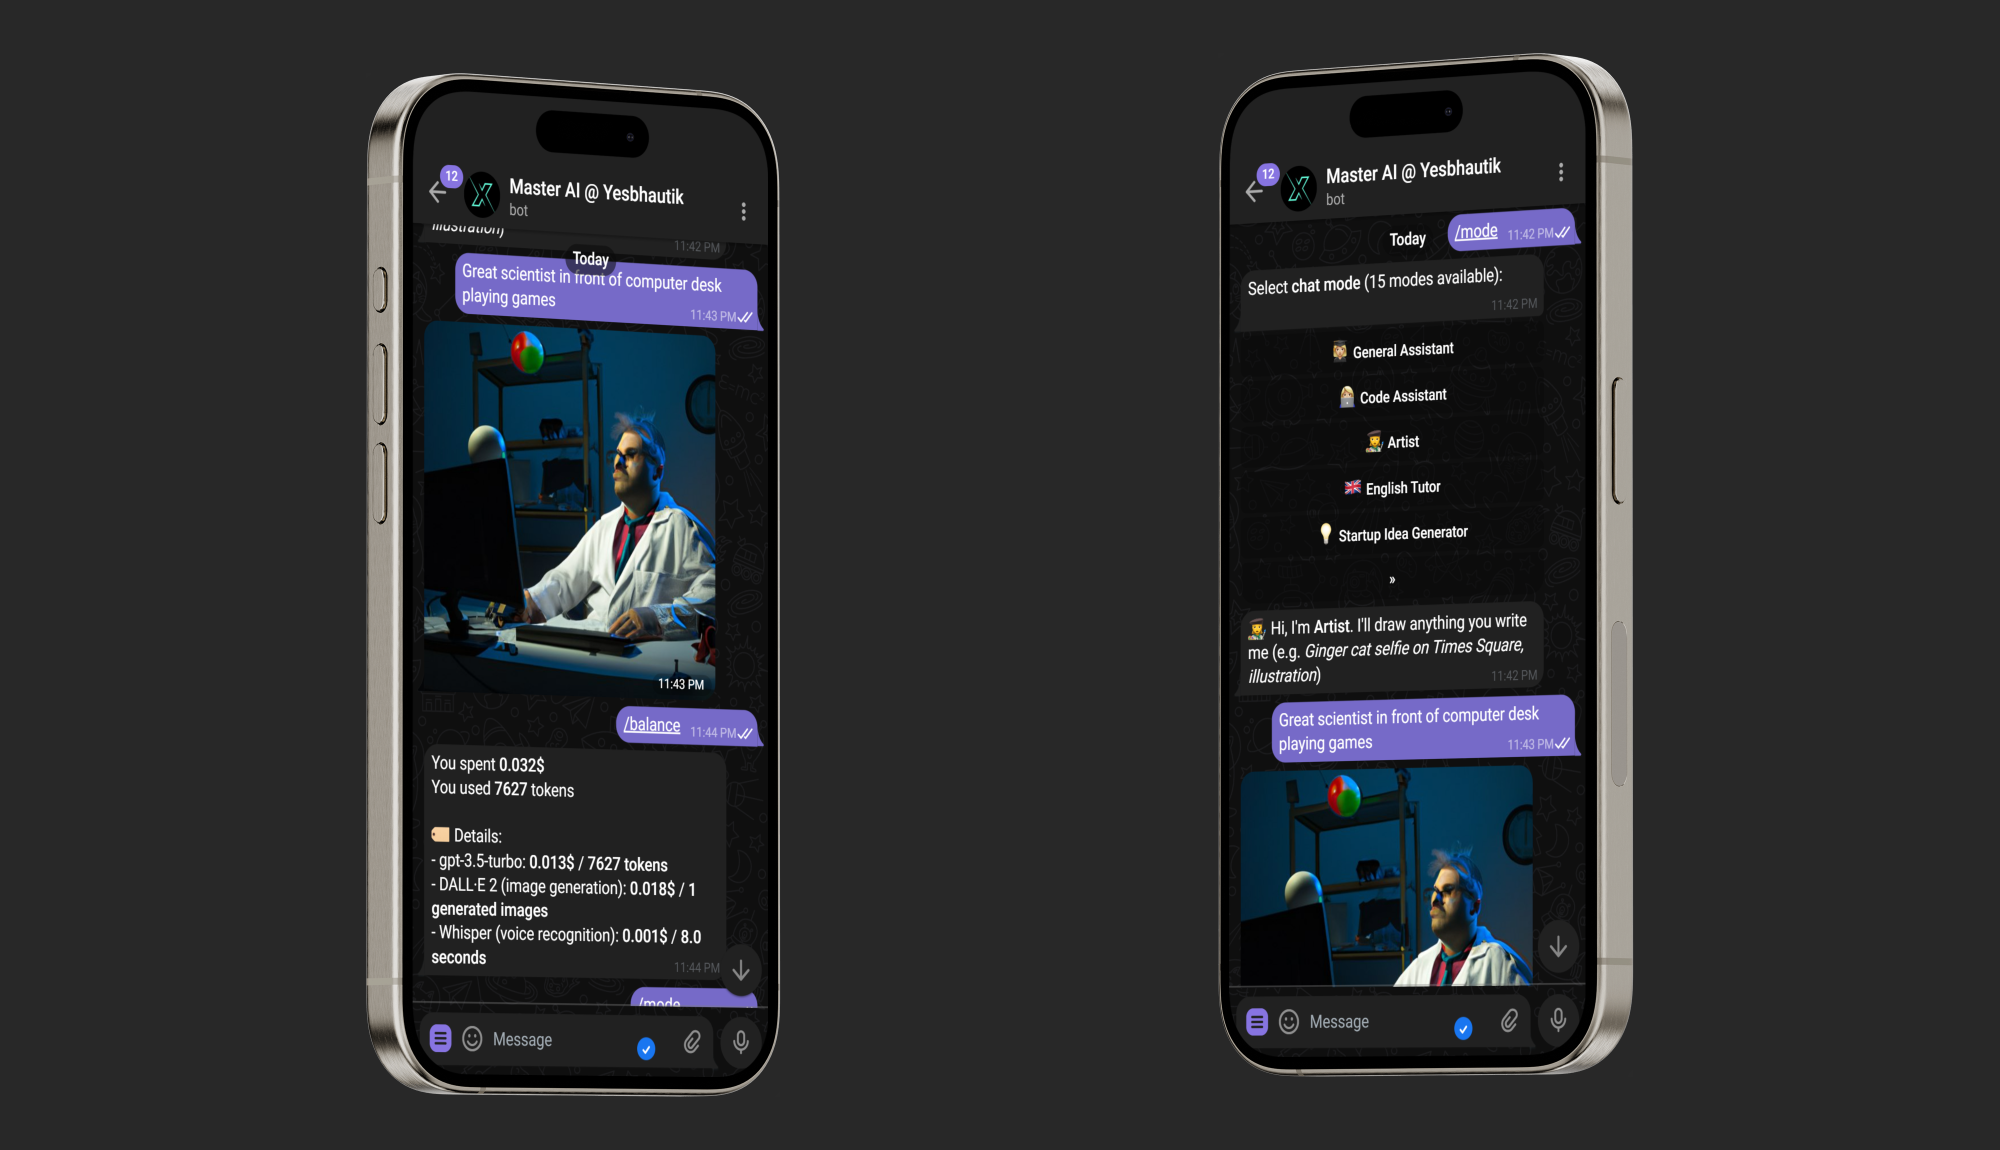 12
Master AI @ Yesbhautik
bot
illustration)
11:42 PM
Today
Great scientist in front of computer desk
playing games
11:43 PM
11:43 PM
/balance
11:44 PM
You spent 0.032$
You used 7627 tokens
Details:
- gpt-3.5-turbo: 0.013$ / 7627 tokens
- DALL·E 2 (image generation): 0.018$ / 1
generated images
- Whisper (voice recognition): 0.001$ / 8.0
seconds
11:44 PM
/mode
Message
12
Master AI @ Yesbhautik
bot
Today
/mode 11:42 PM
Select chat mode (15 modes available):
11:42 PM
General Assistant
Code Assistant
Artist
English Tutor
Startup Idea Generator
»
Hi, I'm Artist. I'll draw anything you write
me (e.g. Ginger cat selfie on Times Square,
illustration)
11:42 PM
Great scientist in front of computer desk
playing games
11:43 PM
Message